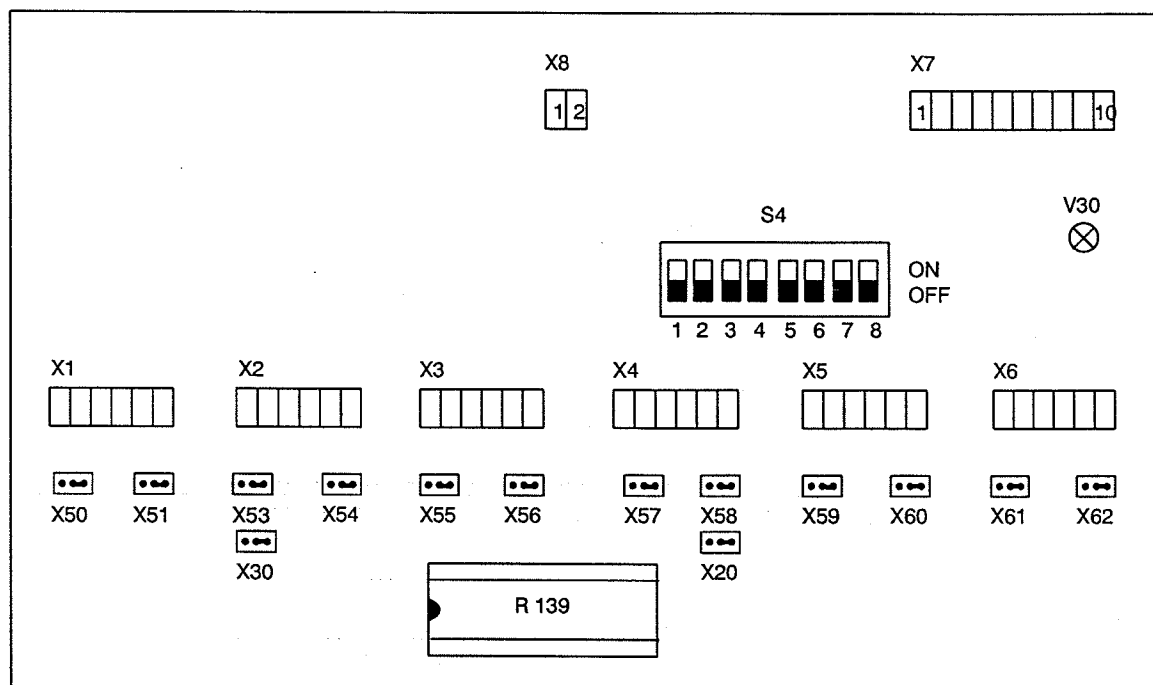 X8 X7
1 2 1 10
S4 V30
ON
OFF
1 2 3 4 5 6 7 8
X1 X2 X3 X4 X5 X6
X50 X51 X53 X54 X55 X56 X57 X58 X59 X60 X61 X62
X30 X20
R 139